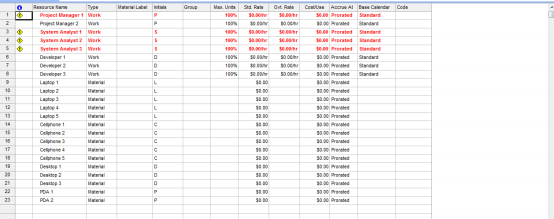 Resource Name Type Material Label Initials Group Max. Units Std. Rate Ovt. Rate Cost/Use Accrue At Base Calendar Code
1 Project Manager 1 Work P 100% $0.00/hr $0.00/hr $0.00 Prorated Standard
2 Project Manager 2 Work P 100% $0.00/hr $0.00/hr $0.00 Prorated Standard
3 System Analyst 1 Work S 100% $0.00/hr $0.00/hr $0.00 Prorated Standard
4 System Analyst 2 Work S 100% $0.00/hr $0.00/hr $0.00 Prorated Standard
5 System Analyst 3 Work S 100% $0.00/hr $0.00/hr $0.00 Prorated Standard
6 Developer 1 Work D 100% $0.00/hr $0.00/hr $0.00 Prorated Standard
7 Developer 2 Work D 100% $0.00/hr $0.00/hr $0.00 Prorated Standard
8 Developer 3 Work D 100% $0.00/hr $0.00/hr $0.00 Prorated Standard
9 Laptop 1 Material L $0.00 $0.00 Prorated
10 Laptop 2 Material L $0.00 $0.00 Prorated
11 Laptop 3 Material L $0.00 $0.00 Prorated
12 Laptop 4 Material L $0.00 $0.00 Prorated
13 Laptop 5 Material L $0.00 $0.00 Prorated
14 Cellphone 1 Material C $0.00 $0.00 Prorated
15 Cellphone 2 Material C $0.00 $0.00 Prorated
16 Cellphone 3 Material C $0.00 $0.00 Prorated
17 Cellphone 4 Material C $0.00 $0.00 Prorated
18 Cellphone 5 Material C $0.00 $0.00 Prorated
19 Desktop 1 Material D $0.00 $0.00 Prorated
20 Desktop 2 Material D $0.00 $0.00 Prorated
21 Desktop 3 Material D $0.00 $0.00 Prorated
22 PDA 1 Material P $0.00 $0.00 Prorated
23 PDA 2 Material P $0.00 $0.00 Prorated